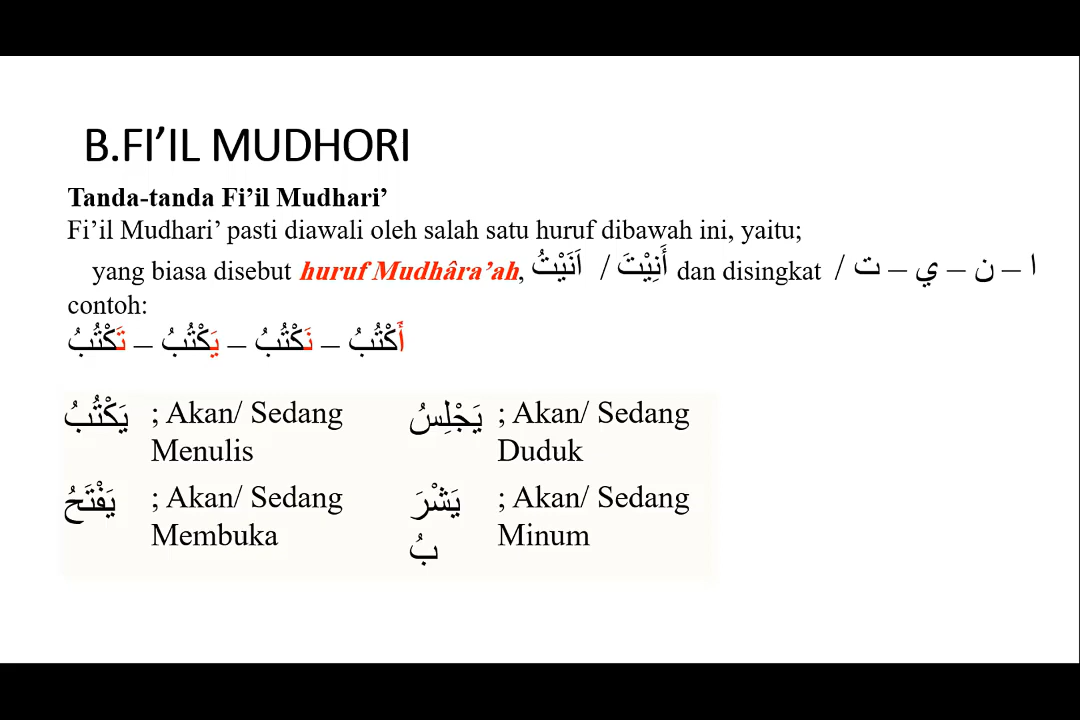 B.FI’IL MUDHORI
Tanda-tanda Fi’il Mudhari’
Fi’il Mudhari’ pasti diawali oleh salah satu huruf dibawah ini, yaitu;
yang biasa disebut huruf Mudhâra’ah, اَنَيْتُ / أَنِيْتَ dan disingkat / ا – ن – ي – ت
contoh:
أَكْتُبُ – نَكْتُبُ – يَكْتُبُ – تَكْتُبُ
يَكْتُبُ ; Akan/ Sedang
Menulis
يَجْلِسُ ; Akan/ Sedang
Duduk
يَفْتَحُ ; Akan/ Sedang
Membuka
يَشْرَ ; Akan/ Sedang
بُ Minum